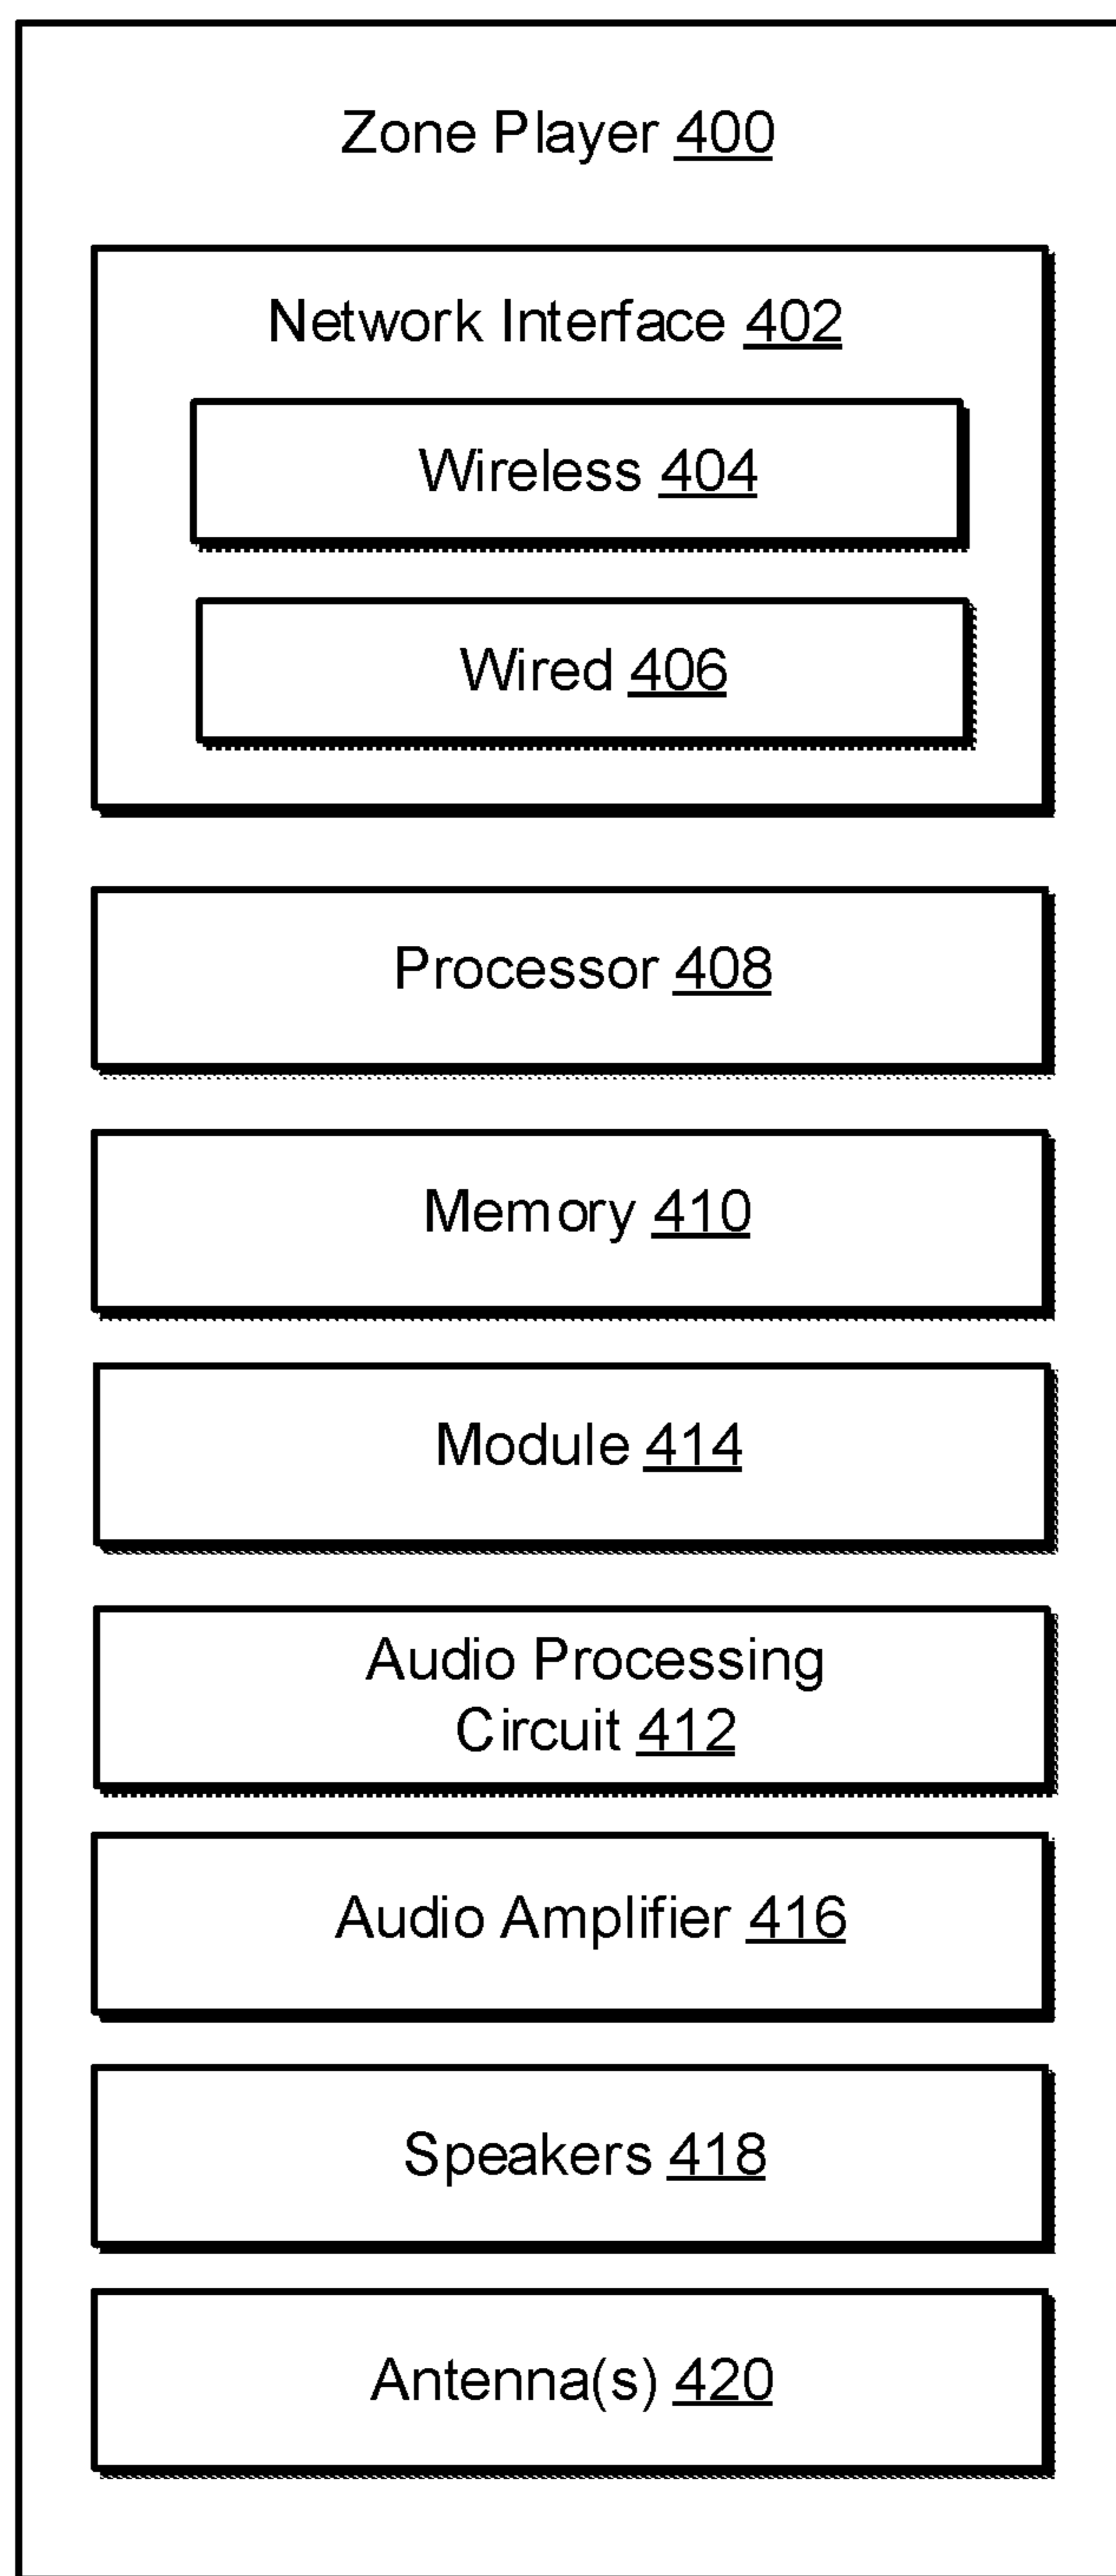 Zone Player 400
Network Interface 402
Wireless 404
Wired 406
Processor 408
Memory 410
Module 414
Audio Processing
Circuit 412
Audio Amplifier 416
Speakers 418
Antenna(s) 420